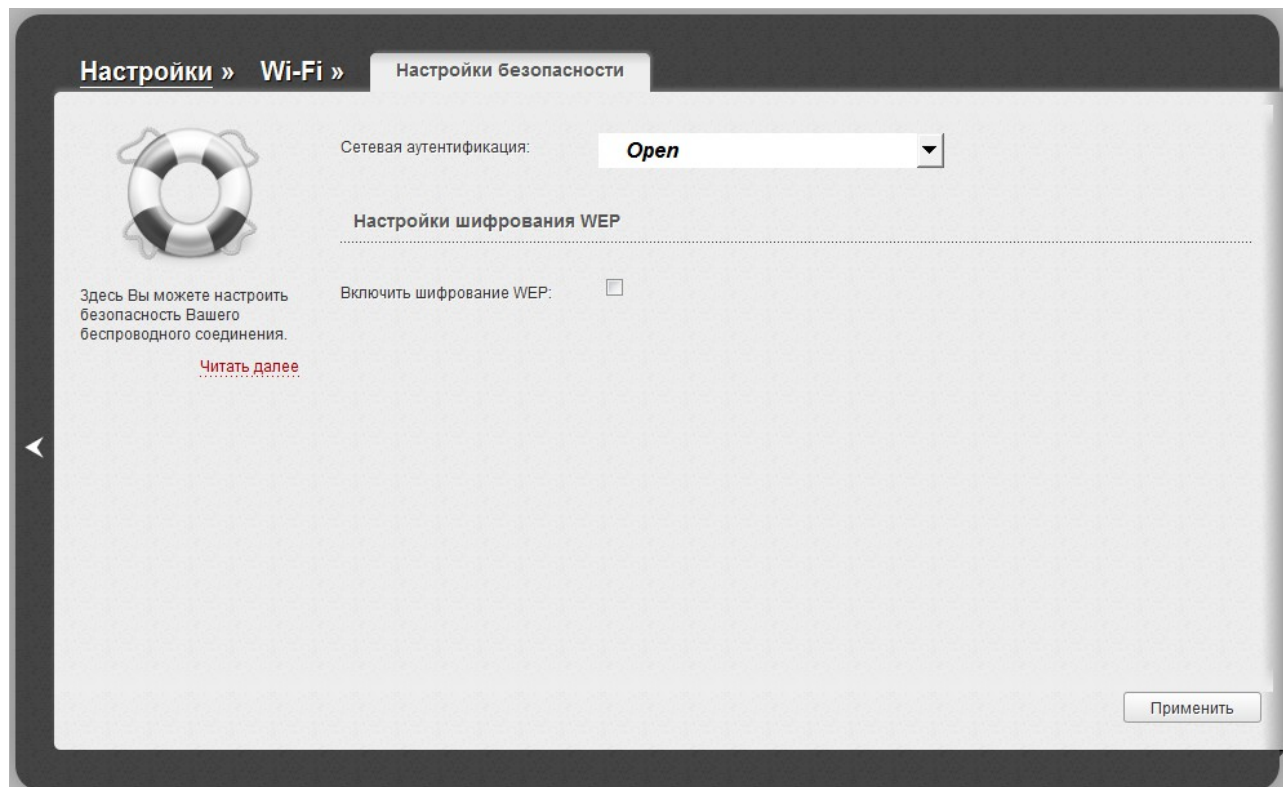 Настройки » Wi-Fi » Настройки безопасности
Сетевая аутентификация: Open
Настройки шифрования WEP
Включить шифрование WEP:
Здесь Вы можете настроить
безопасность Вашего
беспроводного соединения.
Читать далее
Применить